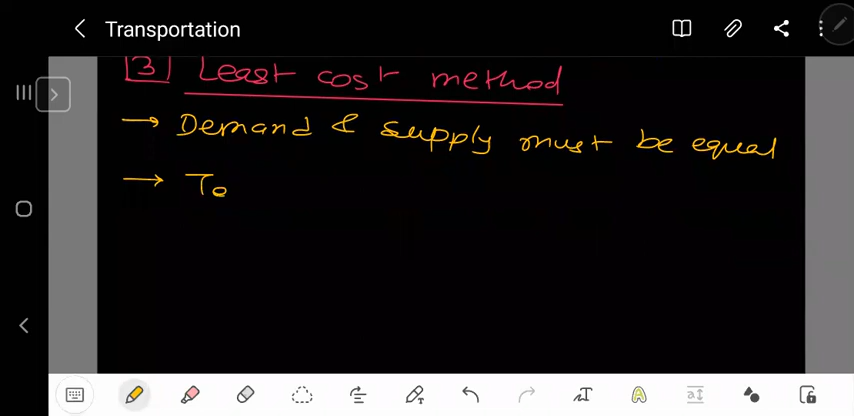 Transportation
[3] Least cost method
→ Demand & supply must be equal
→ To